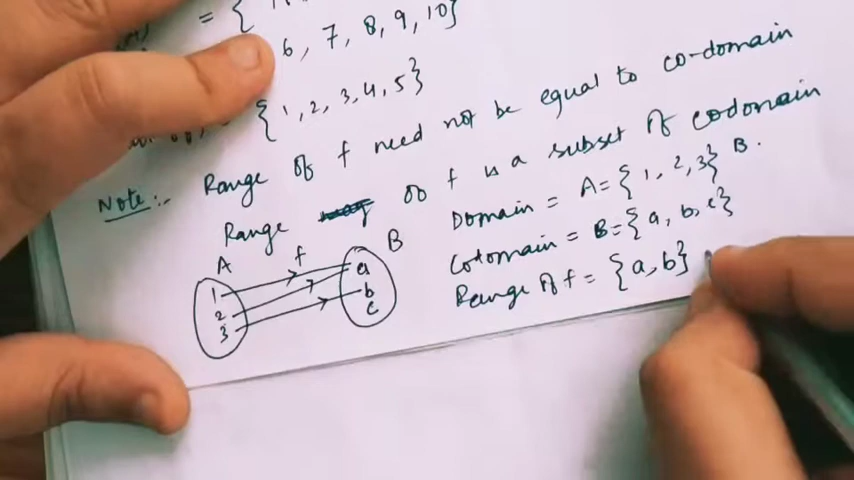 = {
6, 7, 8, 9, 10}
{1, 2, 3, 4, 5}
Note :- Range of f need not be equal to co-domain
Range of f is a subset of codomain B.
A f B
1 2 3
a b c
Domain = A = {1, 2, 3}
Codomain = B = {a, b, c}
Range of f = {a, b}